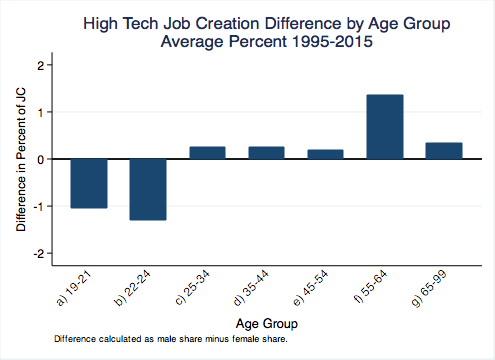 High Tech Job Creation Difference by Age Group
Average Percent 1995-2015
Difference in Percent of JC
2
1
0
-1
-2
a) 19-21
b) 22-24
c) 25-34
d) 35-44
e) 45-54
f) 55-64
g) 65-99
Age Group
Difference calculated as male share minus female share.